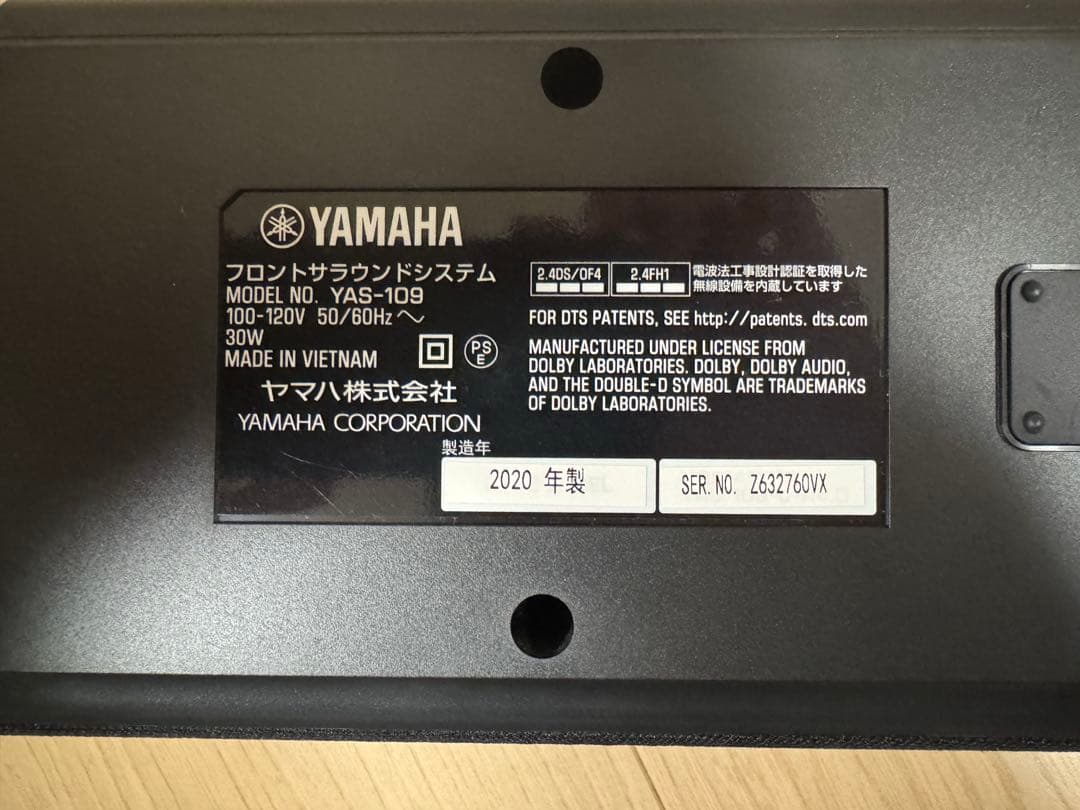 YAMAHA
フロントサラウンドシステム
MODEL NO. YAS-109
100-120V 50/60Hz ～
30W
MADE IN VIETNAM
PS E
ヤマハ株式会社
YAMAHA CORPORATION
2.4DS/OF4 2.4FH1
電波法工事設計認証を取得した
無線設備を内蔵しています
FOR DTS PATENTS, SEE http://patents.dts.com
MANUFACTURED UNDER LICENSE FROM
DOLBY LABORATORIES. DOLBY, DOLBY AUDIO,
AND THE DOUBLE-D SYMBOL ARE TRADEMARKS
OF DOLBY LABORATORIES.
製造年
2020 年製
SER. NO. Z632760VX